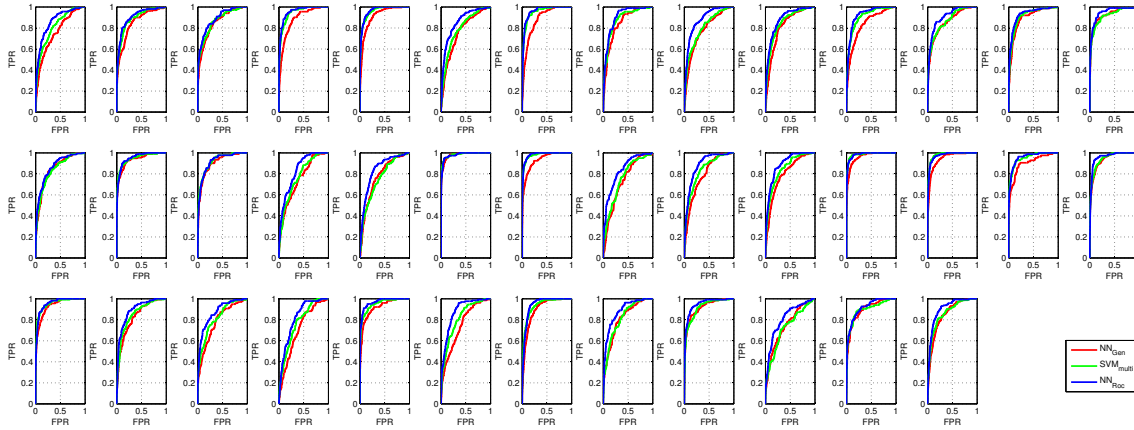 1 1 1 1 1 1 1 1 1 1 1 1 1 1
0.8 0.8 0.8 0.8 0.8 0.8 0.8 0.8 0.8 0.8 0.8 0.8 0.8 0.8
TPR TPR TPR TPR TPR TPR TPR TPR TPR TPR TPR TPR TPR TPR
0.6 0.6 0.6 0.6 0.6 0.6 0.6 0.6 0.6 0.6 0.6 0.6 0.6 0.6
0.4 0.4 0.4 0.4 0.4 0.4 0.4 0.4 0.4 0.4 0.4 0.4 0.4 0.4
0.2 0.2 0.2 0.2 0.2 0.2 0.2 0.2 0.2 0.2 0.2 0.2 0.2 0.2
0 0 0 0 0 0 0 0 0 0 0 0 0 0
0 0.5 1 0 0.5 1 0 0.5 1 0 0.5 1 0 0.5 1 0 0.5 1 0 0.5 1 0 0.5 1 0 0.5 1 0 0.5 1 0 0.5 1 0 0.5 1 0 0.5 1 0 0.5
FPR FPR FPR FPR FPR FPR FPR FPR FPR FPR FPR FPR FPR FPR
1 1 1 1 1 1 1 1 1 1 1 1 1 1
0.8 0.8 0.8 0.8 0.8 0.8 0.8 0.8 0.8 0.8 0.8 0.8 0.8 0.8
TPR TPR TPR TPR TPR TPR TPR TPR TPR TPR TPR TPR TPR TPR
0.6 0.6 0.6 0.6 0.6 0.6 0.6 0.6 0.6 0.6 0.6 0.6 0.6 0.6
0.4 0.4 0.4 0.4 0.4 0.4 0.4 0.4 0.4 0.4 0.4 0.4 0.4 0.4
0.2 0.2 0.2 0.2 0.2 0.2 0.2 0.2 0.2 0.2 0.2 0.2 0.2 0.2
0 0 0 0 0 0 0 0 0 0 0 0 0 0
0 0.5 1 0 0.5 1 0 0.5 1 0 0.5 1 0 0.5 1 0 0.5 1 0 0.5 1 0 0.5 1 0 0.5 1 0 0.5 1 0 0.5 1 0 0.5 1 0 0.5 1 0 0.5
FPR FPR FPR FPR FPR FPR FPR FPR FPR FPR FPR FPR FPR FPR
1 1 1 1 1 1 1 1 1 1 1 1
0.8 0.8 0.8 0.8 0.8 0.8 0.8 0.8 0.8 0.8 0.8 0.8
TPR TPR TPR TPR TPR TPR TPR TPR TPR TPR TPR TPR
0.6 0.6 0.6 0.6 0.6 0.6 0.6 0.6 0.6 0.6 0.6 0.6
0.4 0.4 0.4 0.4 0.4 0.4 0.4 0.4 0.4 0.4 0.4 0.4
0.2 0.2 0.2 0.2 0.2 0.2 0.2 0.2 0.2 0.2 0.2 0.2
0 0 0 0 0 0 0 0 0 0 0 0
0 0.5 1 0 0.5 1 0 0.5 1 0 0.5 1 0 0.5 1 0 0.5 1 0 0.5 1 0 0.5 1 0 0.5 1 0 0.5 1 0 0.5 1 0 0.5 1
FPR FPR FPR FPR FPR FPR FPR FPR FPR FPR FPR FPR
NN_Gen
SVM_multi
NN_Roc